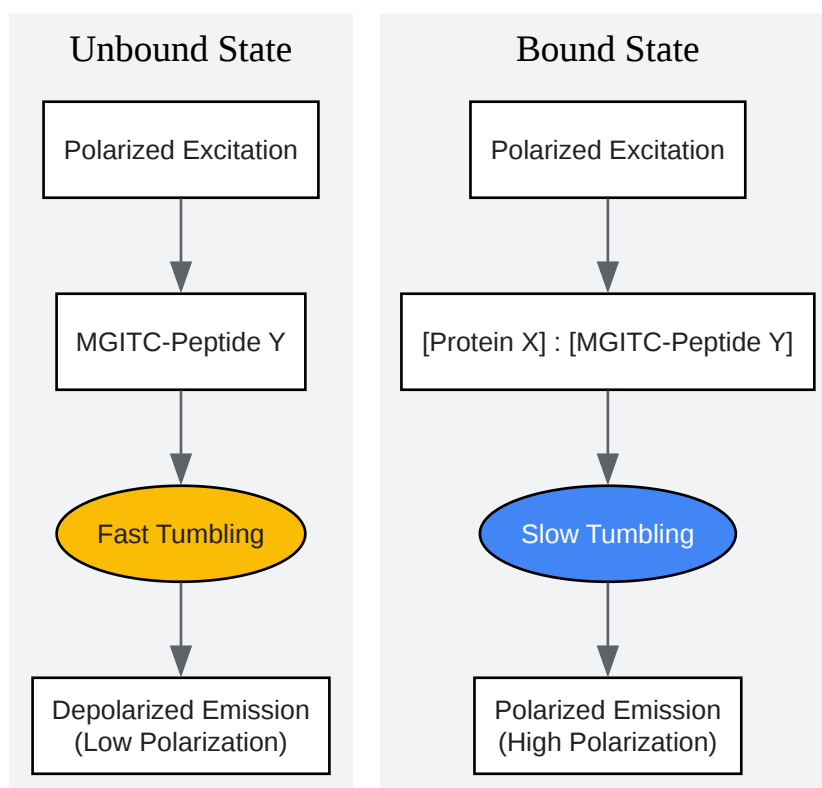 Unbound State
Polarized Excitation
MGITC-Peptide Y
Fast Tumbling
Depolarized Emission
(Low Polarization)
Bound State
Polarized Excitation
[Protein X] : [MGITC-Peptide Y]
Slow Tumbling
Polarized Emission
(High Polarization)